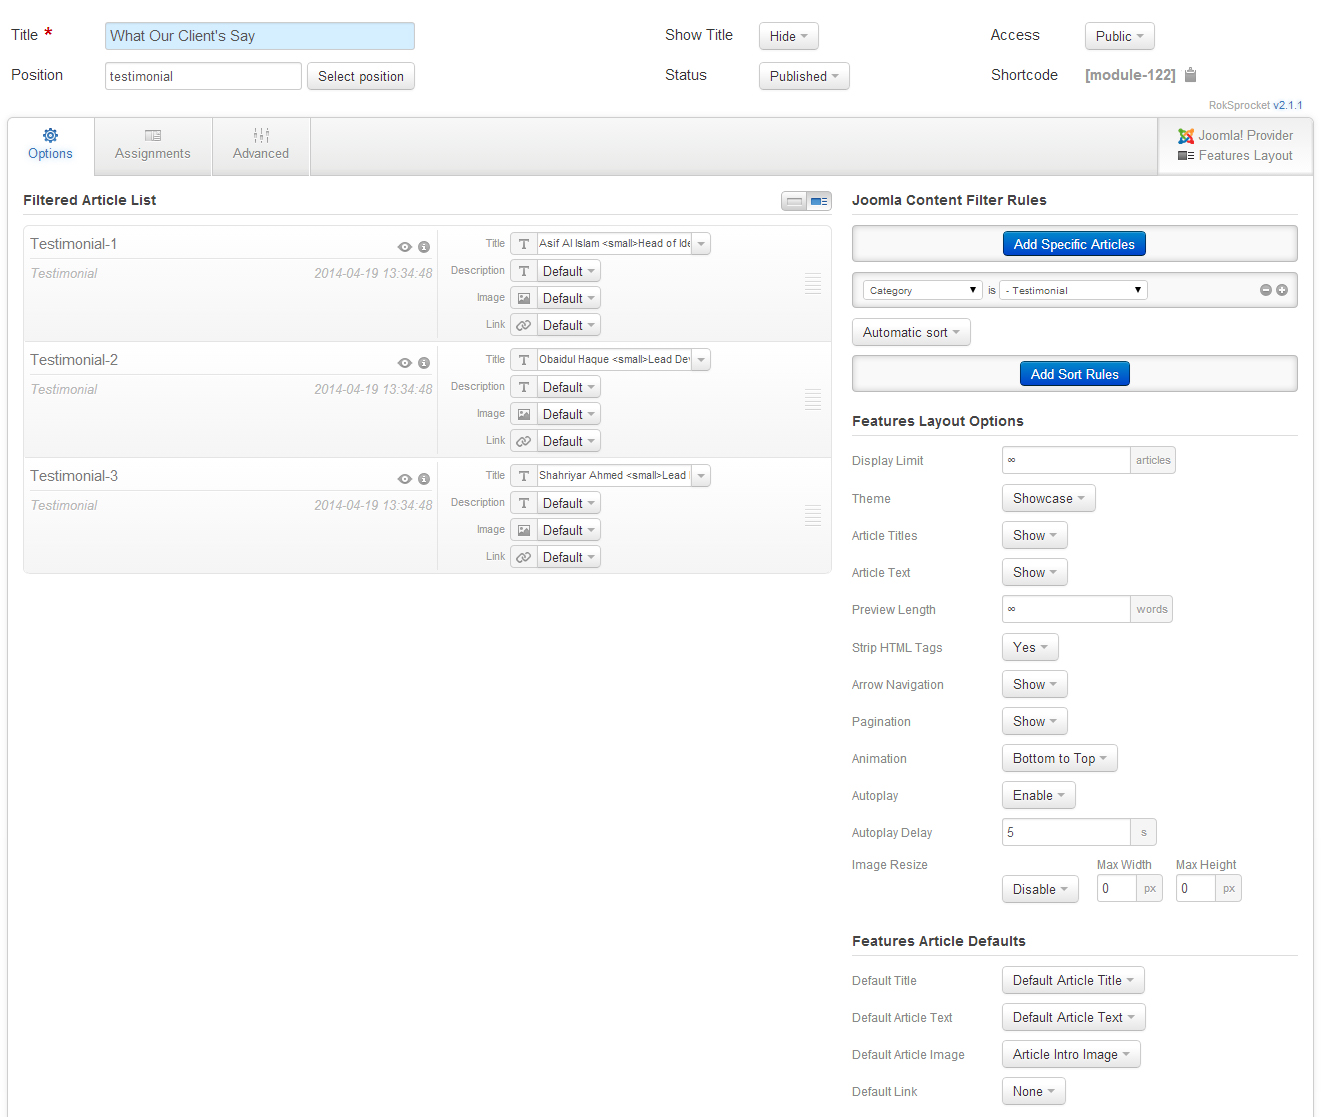 Title *
What Our Client's Say
Show Title
Hide
Access
Public
Position
testimonial
Select position
Status
Published
Shortcode
[module-122]
RokSprocket v2.1.1
Options
Assignments
Advanced
Joomla! Provider
Features Layout
Filtered Article List
Testimonial-1
Testimonial
2014-04-19 13:34:48
Title
Asif Al Islam <small>Head of Ide
Description
Default
Image
Default
Link
Default
Testimonial-2
Testimonial
2014-04-19 13:34:48
Title
Obaidul Haque <small>Lead De
Description
Default
Image
Default
Link
Default
Testimonial-3
Testimonial
2014-04-19 13:34:48
Title
Shahriyar Ahmed <small>Lead
Description
Default
Image
Default
Link
Default
Joomla Content Filter Rules
Add Specific Articles
Category
is
- Testimonial
Automatic sort
Add Sort Rules
Features Layout Options
Display Limit
∞
articles
Theme
Showcase
Article Titles
Show
Article Text
Show
Preview Length
∞
words
Strip HTML Tags
Yes
Arrow Navigation
Show
Pagination
Show
Animation
Bottom to Top
Autoplay
Enable
Autoplay Delay
5
s
Image Resize
Disable
Max Width
0
px
Max Height
0
px
Features Article Defaults
Default Title
Default Article Title
Default Article Text
Default Article Text
Default Article Image
Article Intro Image
Default Link
None